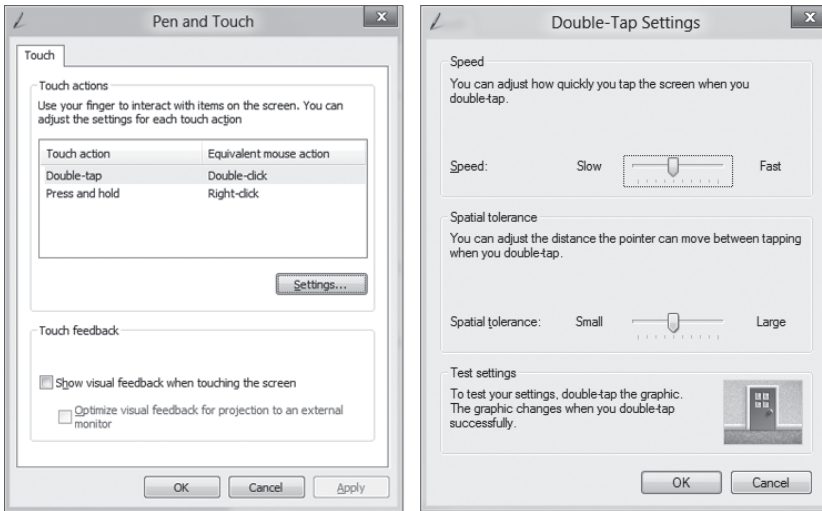 Pen and Touch
x
Touch
Touch actions
Use your finger to interact with items on the screen. You can
adjust the settings for each touch action
Touch action Equivalent mouse action
Double-tap Double-click
Press and hold Right-click
Settings...
Touch feedback
Show visual feedback when touching the screen
Optimize visual feedback for projection to an external
monitor
OK Cancel Apply
Double-Tap Settings
x
Speed
You can adjust how quickly you tap the screen when you
double-tap.
Speed: Slow Fast
Spatial tolerance
You can adjust the distance the pointer can move between tapping
when you double-tap.
Spatial tolerance: Small Large
Test settings
To test your settings, double-tap the graphic.
The graphic changes when you double-tap
successfully.
OK Cancel